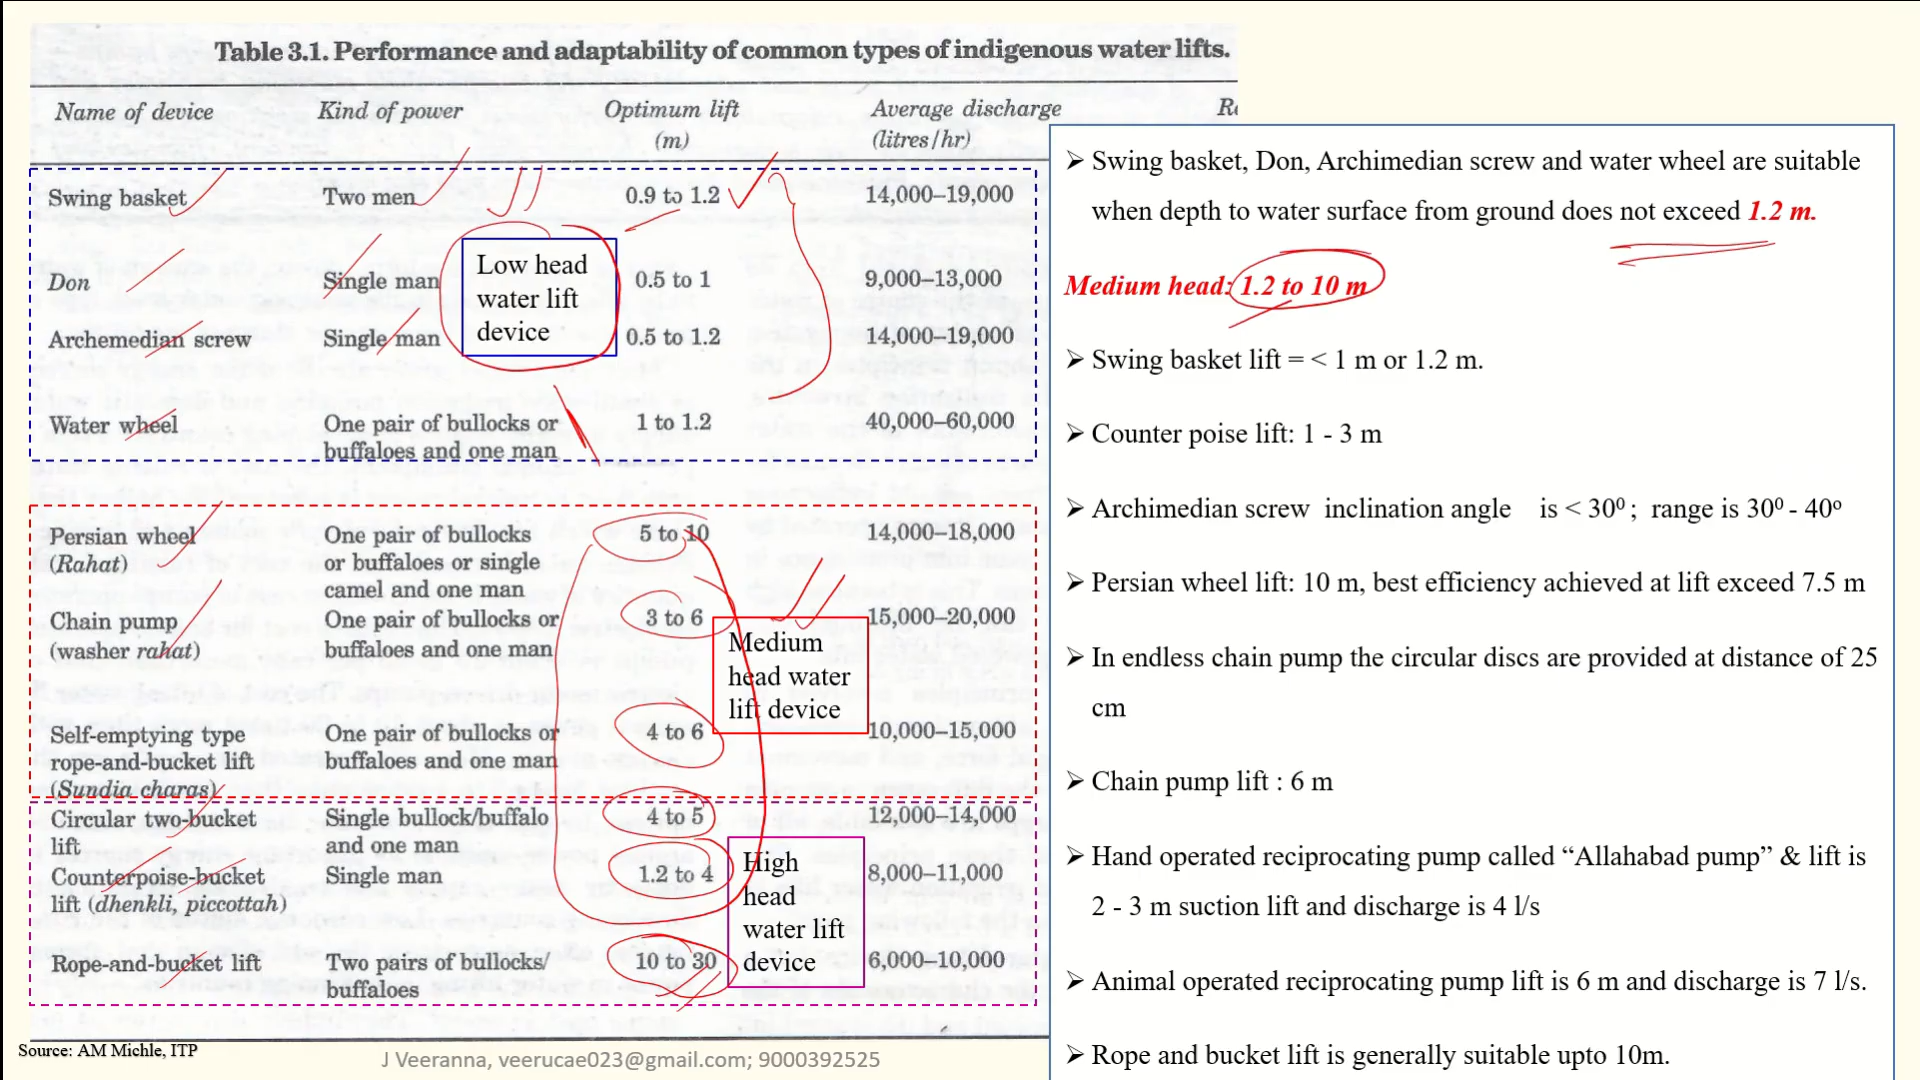 Table 3.1. Performance and adaptability of common types of indigenous water lifts.
Name of device Kind of power Optimum lift Average discharge
(m) (litres/hr)
Swing basket Two men 0.9 to 1.2 14,000–19,000
Don Single man 0.5 to 1 9,000–13,000
Archemedian screw Single man 0.5 to 1.2 14,000–19,000
Water wheel One pair of bullocks or 1 to 1.2 40,000–60,000
buffaloes and one man
Low head
water lift
device
Persian wheel One pair of bullocks 5 to 10 14,000–18,000
(Rahat) or buffaloes or single
camel and one man
Chain pump One pair of bullocks or 3 to 6 15,000–20,000
(washer rahat) buffaloes and one man
Self-emptying type One pair of bullocks or 4 to 6 10,000–15,000
rope-and-bucket lift buffaloes and one man
(Sundia charas)
Medium
head water
lift device
Circular two-bucket Single bullock/buffalo 4 to 5 12,000–14,000
lift and one man
Counterpoise-bucket Single man 1.2 to 4 8,000–11,000
lift (dhenkli, piccottah)
Rope-and-bucket lift Two pairs of bullocks/ 10 to 30 6,000–10,000
buffaloes
High
head
water lift
device
Source: AM Michle, ITP
J Veeranna, veerucae023@gmail.com; 9000392525
➢ Swing basket, Don, Archimedian screw and water wheel are suitable
when depth to water surface from ground does not exceed 1.2 m.
Medium head: 1.2 to 10 m
➢ Swing basket lift = < 1 m or 1.2 m.
➢ Counter poise lift: 1 - 3 m
➢ Archimedian screw inclination angle is < 30⁰ ; range is 30⁰ - 40º
➢ Persian wheel lift: 10 m, best efficiency achieved at lift exceed 7.5 m
➢ In endless chain pump the circular discs are provided at distance of 25
cm
➢ Chain pump lift : 6 m
➢ Hand operated reciprocating pump called “Allahabad pump” & lift is
2 - 3 m suction lift and discharge is 4 l/s
➢ Animal operated reciprocating pump lift is 6 m and discharge is 7 l/s.
➢ Rope and bucket lift is generally suitable upto 10m.